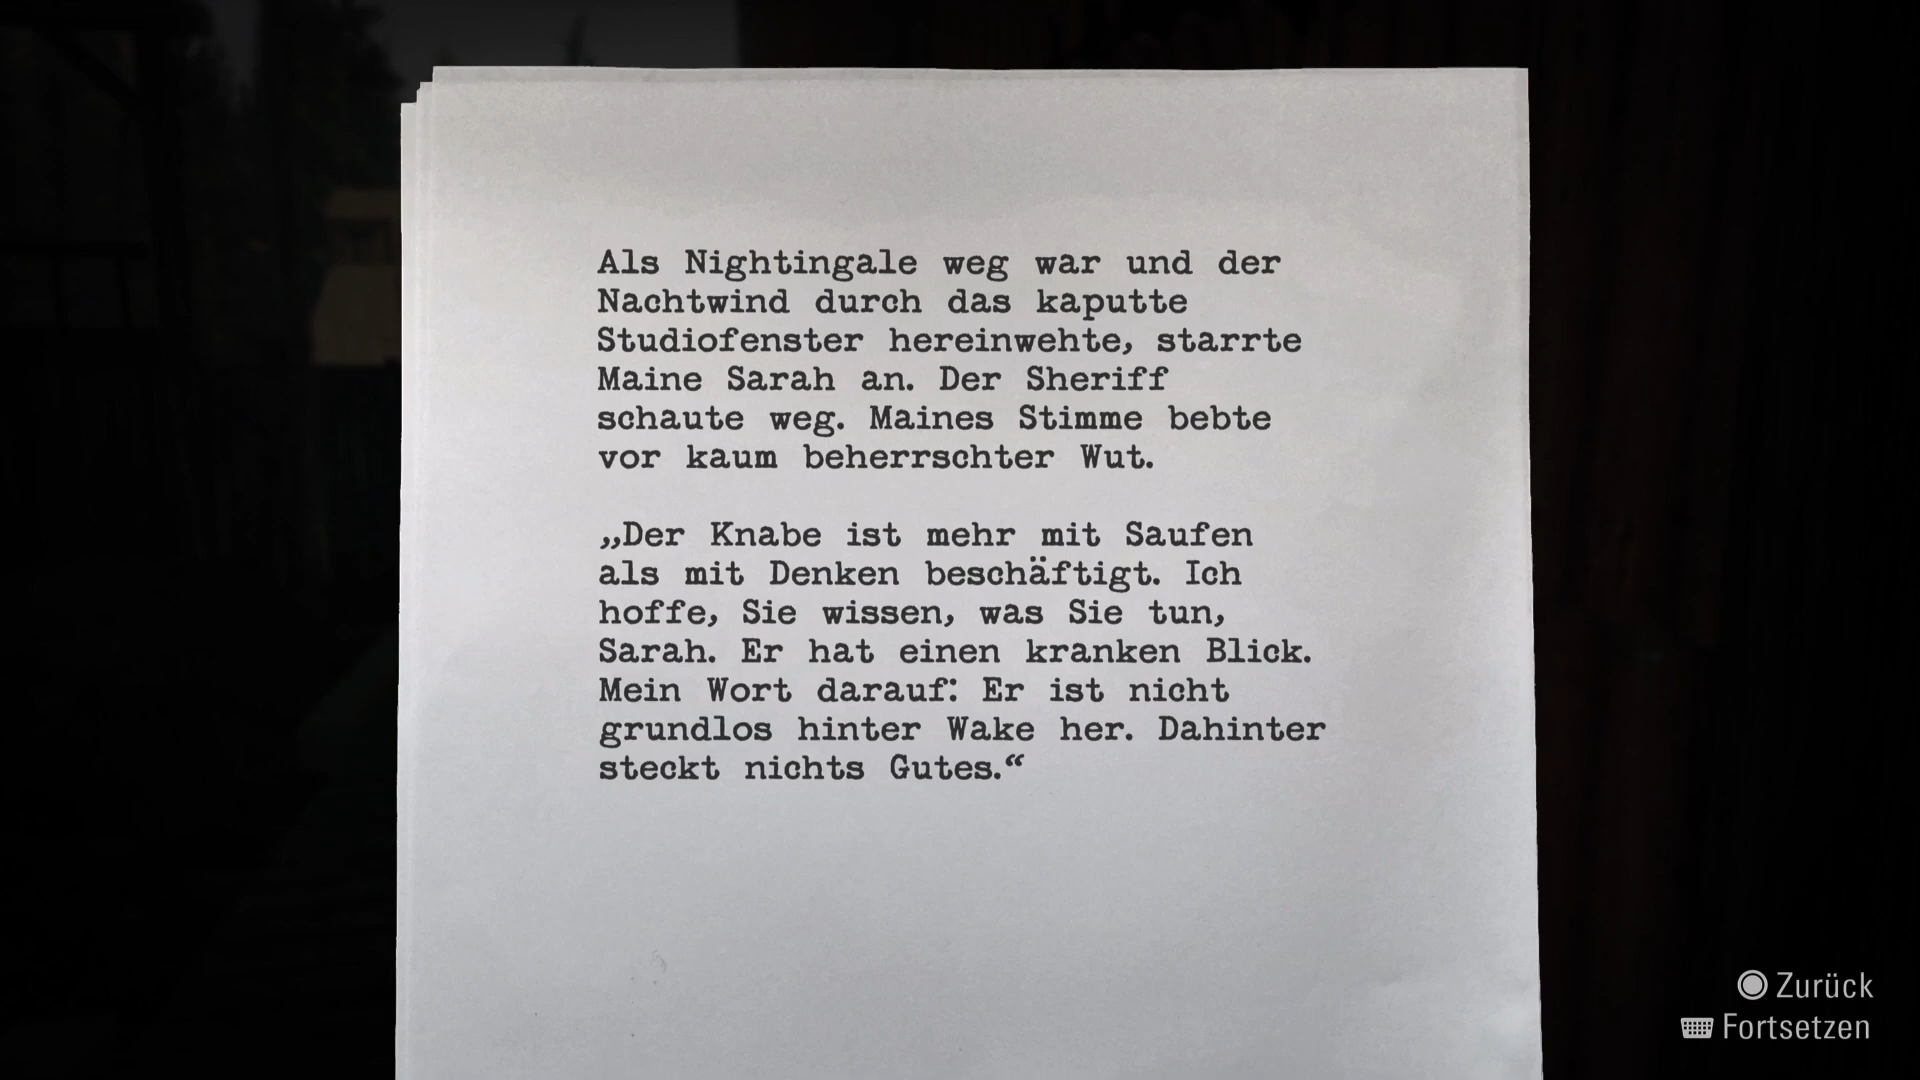 Als Nightingale weg war und der
Nachtwind durch das kaputte
Studiofenster hereinwehte, starrte
Maine Sarah an. Der Sheriff
schaute weg. Maines Stimme bebte
vor kaum beherrschter Wut.
„Der Knabe ist mehr mit Saufen
als mit Denken beschäftigt. Ich
hoffe, Sie wissen, was Sie tun,
Sarah. Er hat einen kranken Blick.
Mein Wort darauf: Er ist nicht
grundlos hinter Wake her. Dahinter
steckt nichts Gutes.“
Zurück
Fortsetzen